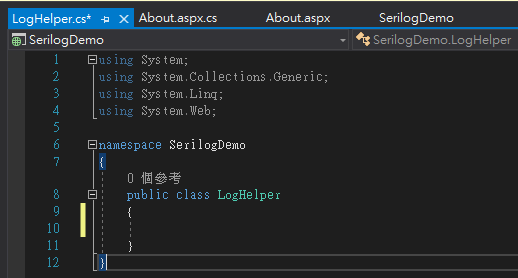 LogHelper.cs* About.aspx.cs About.aspx SerilogDemo
SerilogDemo SerilogDemo.LogHelper
1 using System;
2 using System.Collections.Generic;
3 using System.Linq;
4 using System.Web;
5
6 namespace SerilogDemo
7 {
0 個參考
8 public class LogHelper
9 {
10
11 }
12 }